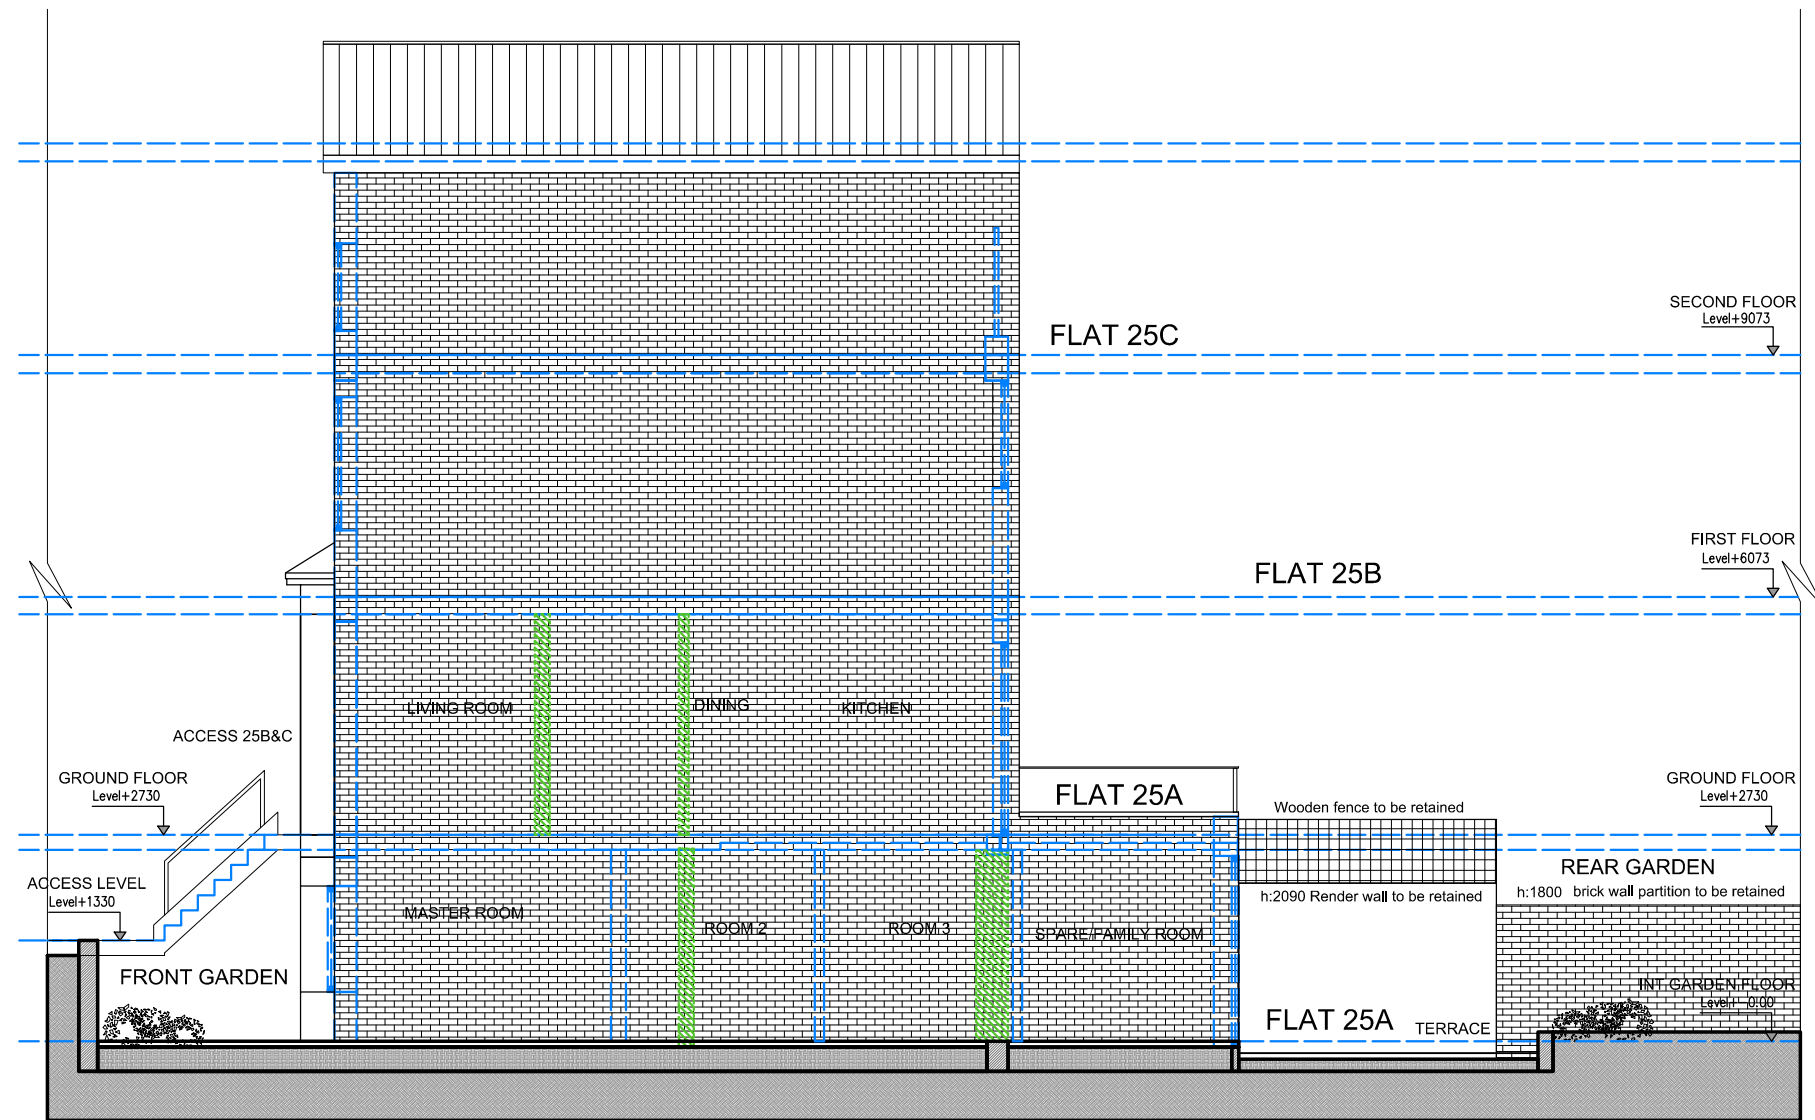 SECOND FLOOR
Level+9073
FLAT 25C
FIRST FLOOR
Level+6073
FLAT 25B
LIVING ROOM
DINING
KITCHEN
ACCESS 25B&C
GROUND FLOOR
Level+2730
GROUND FLOOR
Level+2730
FLAT 25A
Wooden fence to be retained
REAR GARDEN
h:1800 brick wall partition to be retained
h:2090 Render wall to be retained
ACCESS LEVEL
Level+1330
MASTER ROOM
ROOM 2
ROOM 3
SPARE/FAMILY ROOM
FRONT GARDEN
INT GARDEN FLOOR
Level+ 0.00
FLAT 25A
TERRACE